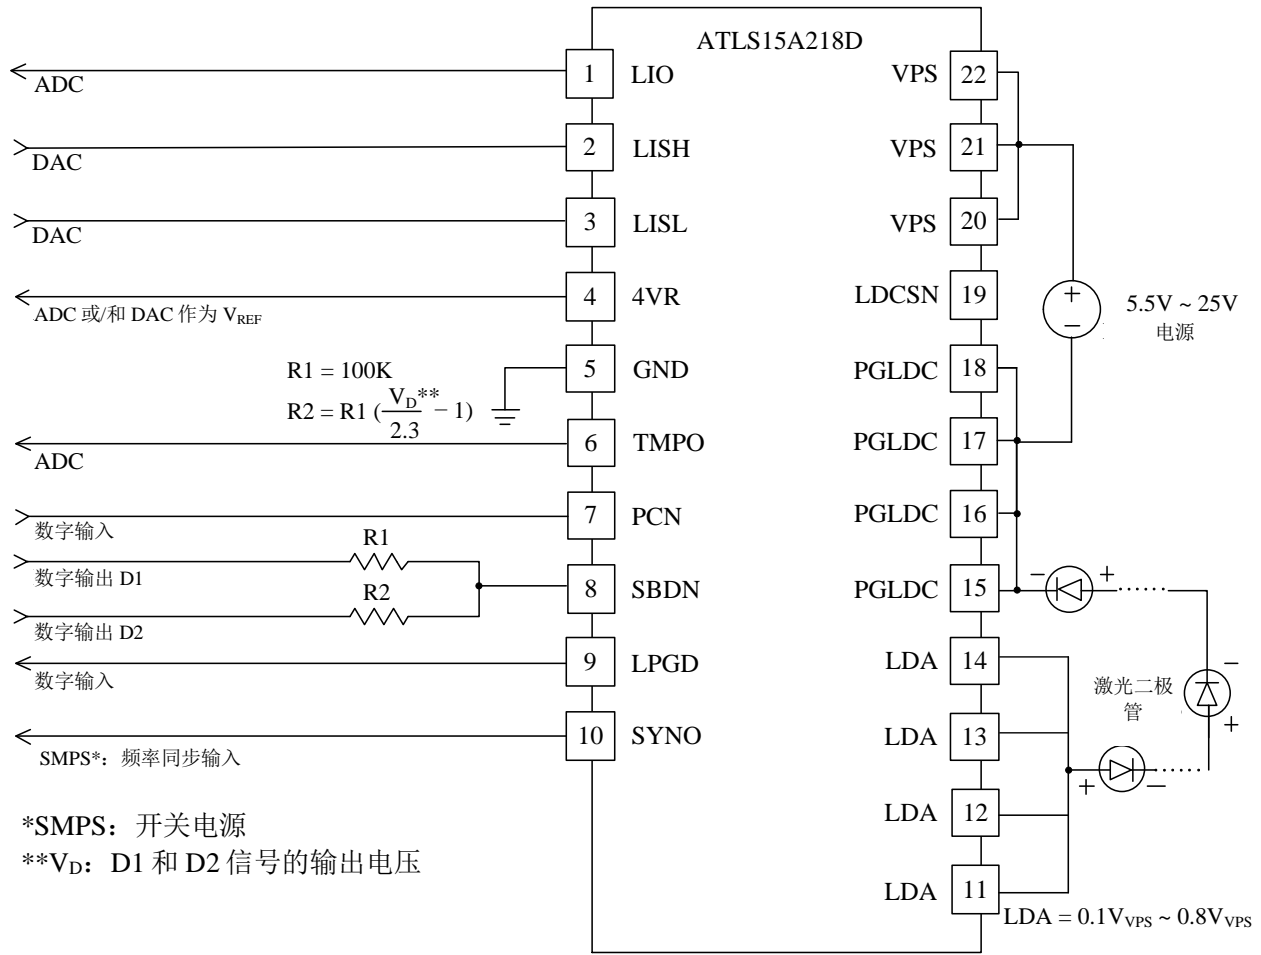 ATLS15A218D
ADC
1 LIO
VPS 22
DAC
2 LISH
VPS 21
DAC
3 LISL
VPS 20
ADC 或/和 DAC 作为 VREF
4 4VR
LDCSN 19
5.5V ~ 25V
电源
R1 = 100K
R2 = R1 (VD**/2.3 − 1)
5 GND
PGLDC 18
ADC
6 TMPO
PGLDC 17
数字输入
7 PCN
PGLDC 16
R1
数字输出 D1
R2
数字输出 D2
8 SBDN
PGLDC 15
− +
数字输入
9 LPGD
LDA 14
激光二极
管
−
+
SMPS*：频率同步输入
10 SYNO
LDA 13
+ −
LDA 12
LDA 11
LDA = 0.1VVPS ~ 0.8VVPS
*SMPS：开关电源
**VD：D1 和 D2 信号的输出电压